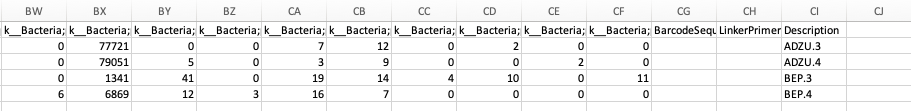 BW BX BY BZ CA CB CC CD CE CF CG CH CI CJ
k__Bacteria; k__Bacteria; k__Bacteria; k__Bacteria; k__Bacteria; k__Bacteria; k__Bacteria; k__Bacteria; k__Bacteria; k__Bacteria; BarcodeSequ LinkerPrimer Description
0 77721 0 0 7 12 0 2 0 0 ADZU.3
0 79051 5 0 3 9 0 0 2 0 ADZU.4
0 1341 41 0 19 14 4 10 0 11 BEP.3
6 6869 12 3 16 7 0 0 0 0 BEP.4